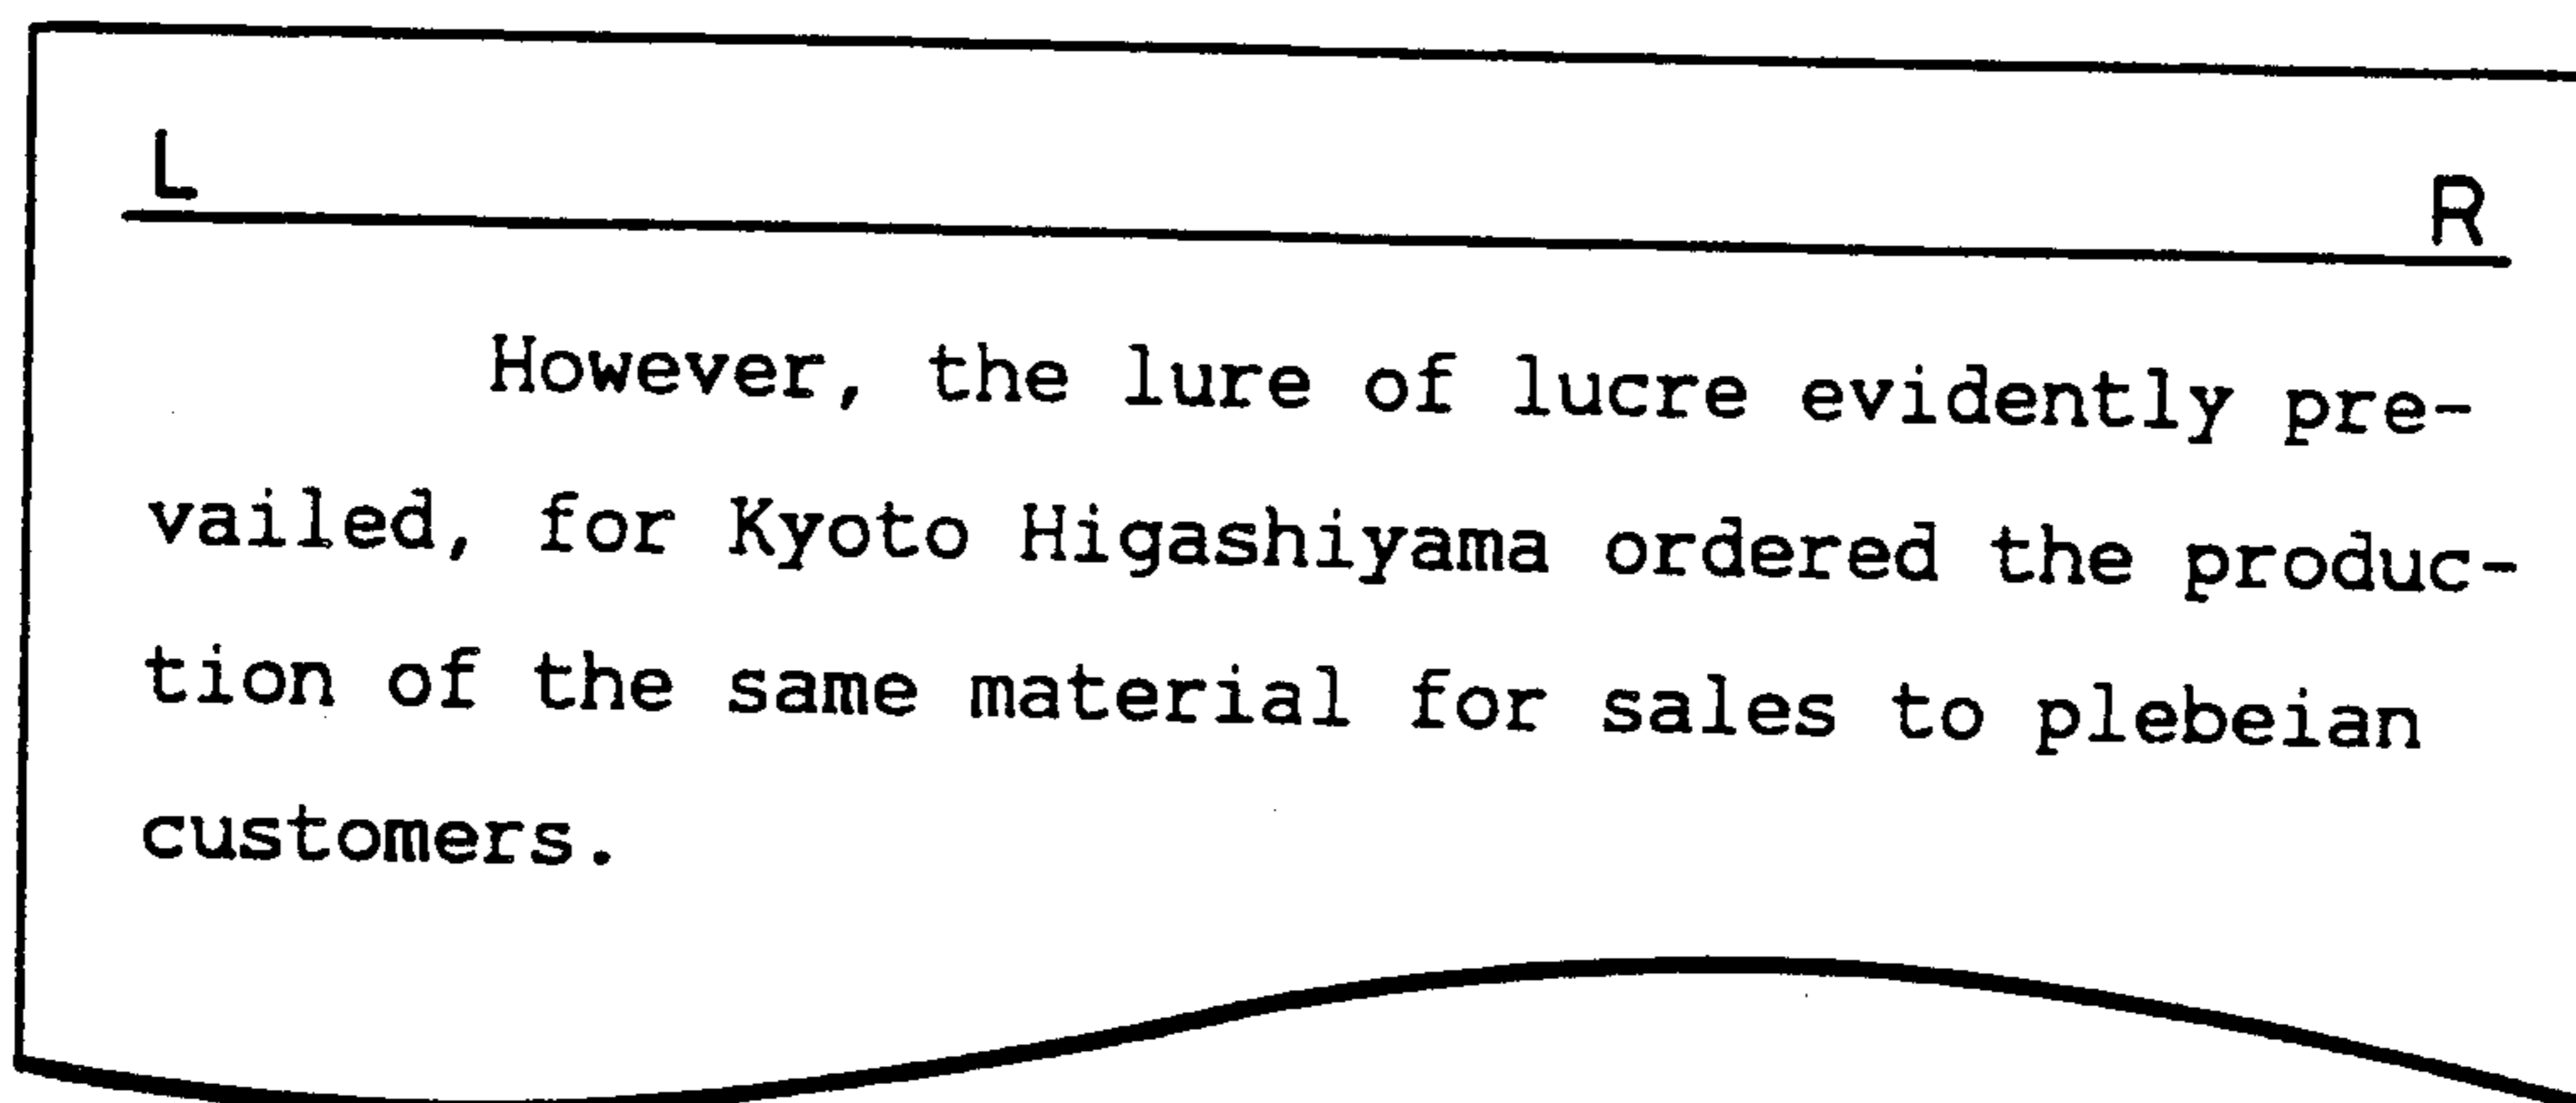 L R
However, the lure of lucre evidently pre-
vailed, for Kyoto Higashiyama ordered the produc-
tion of the same material for sales to plebeian
customers.